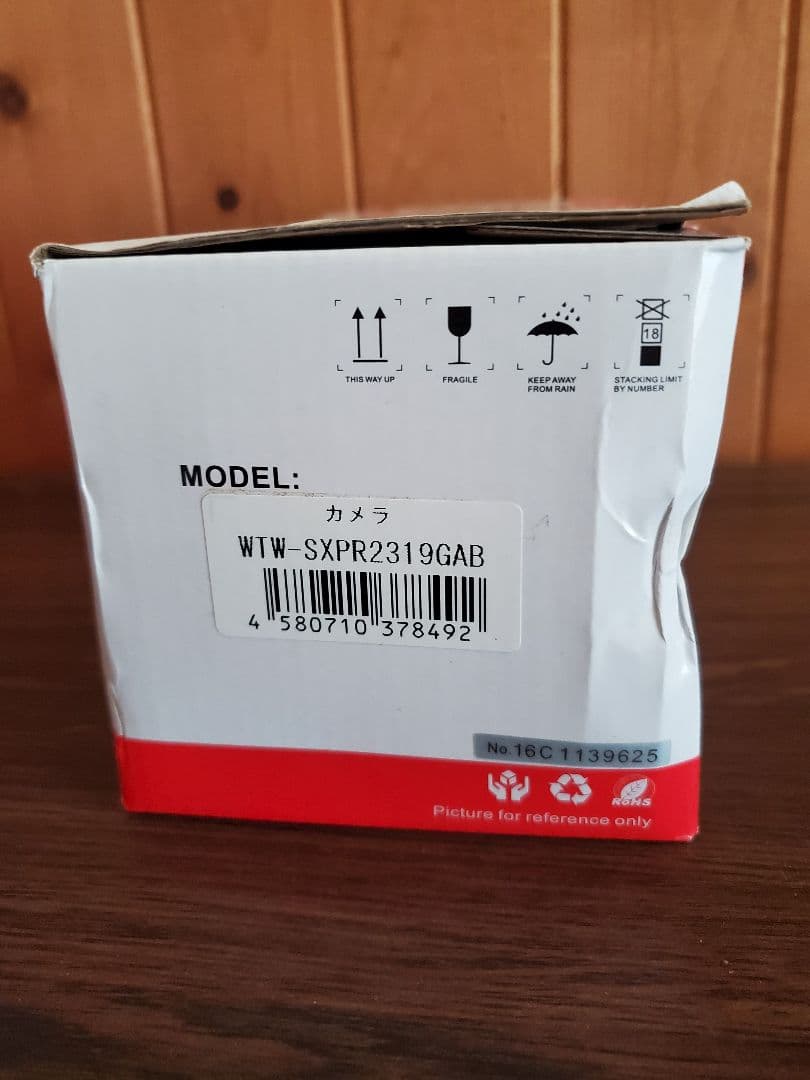 THIS WAY UP
FRAGILE
KEEP AWAY
FROM RAIN
18
STACKING LIMIT
BY NUMBER
MODEL:
カメラ
WTW-SXPR2319GAB
4 580710 378492
No.16C 1139625
RoHS
Picture for reference only